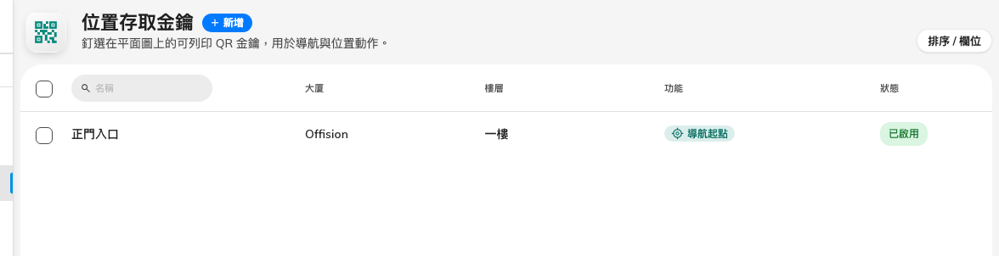 位置存取金鑰
+ 新增
釘選在平面圖上的可列印 QR 金鑰，用於導航與位置動作。
排序 / 欄位
名稱 大廈 樓層 功能 狀態
正門入口 Offision 一樓 導航起點 已啟用